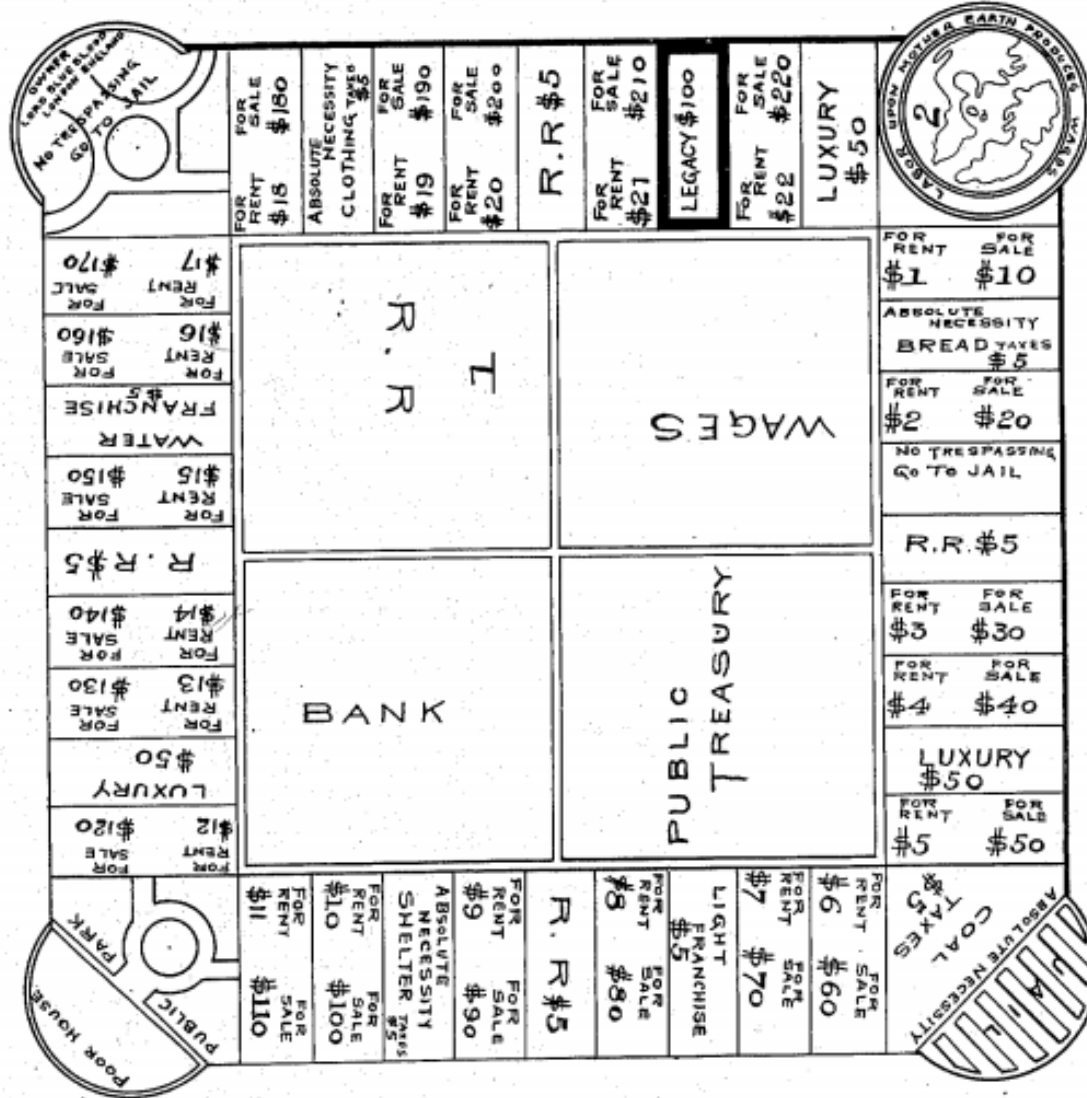 OWNER
LORD BLUE BLOOD
LONDON ENGLAND
NO TRESPASSING
GO TO JAIL
FOR RENT $18
FOR SALE $180
ABSOLUTE NECESSITY
CLOTHING TAXES $5
FOR RENT $19
FOR SALE $190
FOR RENT $20
FOR SALE $200
R.R $5
FOR RENT $21
FOR SALE $210
LEGACY $100
FOR RENT $22
FOR SALE $220
LUXURY
$50
LABOR UPON MOTHER EARTH PRODUCES WAGES
2
FOR RENT $1
FOR SALE $10
ABSOLUTE
NECESSITY
BREAD TAXES
$5
FOR RENT $2
FOR SALE $20
NO TRESPASSING
GO TO JAIL
R.R. $5
FOR RENT $3
FOR SALE $30
FOR RENT $4
FOR SALE $40
LUXURY
$50
FOR RENT $5
FOR SALE $50
ABSOLUTE NECESSITY
COAL
TAXES
$5
JAIL
FOR RENT $6
FOR SALE $60
FOR RENT $7
FOR SALE $70
LIGHT
FRANCHISE
$5
FOR RENT $8
FOR SALE $80
R.R $5
FOR RENT $9
FOR SALE $90
ABSOLUTE
NECESSITY
SHELTER TAXES $5
FOR RENT $10
FOR SALE $100
FOR RENT $11
FOR SALE $110
PUBLIC
PARK
POOR HOUSE
FOR RENT $12
FOR SALE $120
LUXURY
$50
FOR RENT $13
FOR SALE $130
FOR RENT $14
FOR SALE $140
R.R $5
FOR RENT $15
FOR SALE $150
WATER
FRANCHISE
$5
FOR RENT $16
FOR SALE $160
FOR RENT $17
FOR SALE $170
R.R
T
WAGES
BANK
PUBLIC
TREASURY